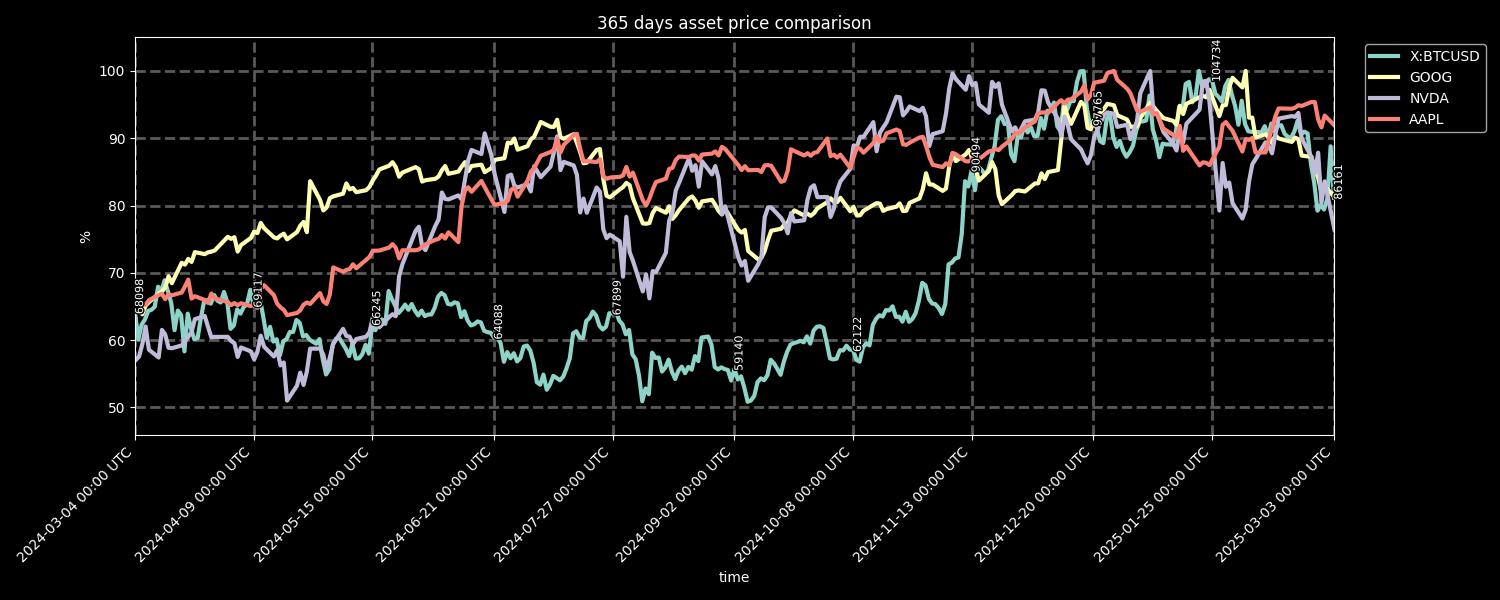 365 days asset price comparison
X:BTCUSD
GOOG
NVDA
AAPL
100
90
80
70
60
50
%
68098
69117
66245
64088
67899
59140
62122
90494
97765
104734
86161
2024-03-04 00:00 UTC
2024-04-09 00:00 UTC
2024-05-15 00:00 UTC
2024-06-21 00:00 UTC
2024-07-27 00:00 UTC
2024-09-02 00:00 UTC
2024-10-08 00:00 UTC
2024-11-13 00:00 UTC
2024-12-20 00:00 UTC
2025-01-25 00:00 UTC
2025-03-03 00:00 UTC
time